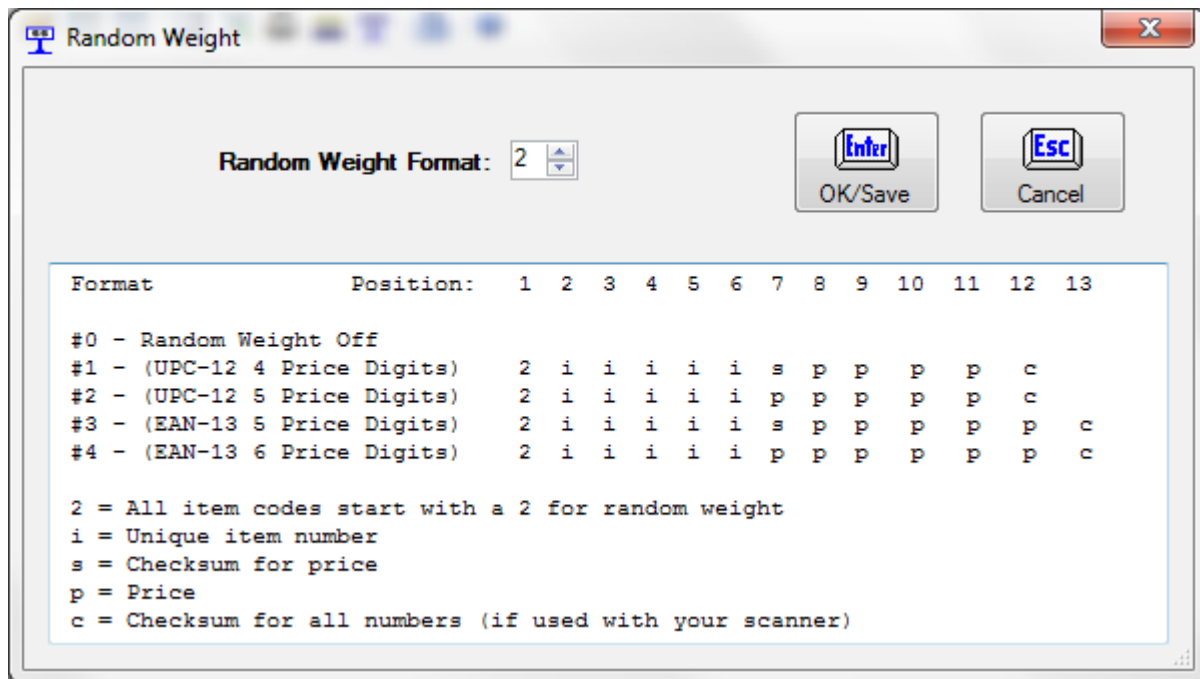 Random Weight
Random Weight Format: 2
Enter
OK/Save
Esc
Cancel
Format Position: 1 2 3 4 5 6 7 8 9 10 11 12 13
#0 - Random Weight Off
#1 - (UPC-12 4 Price Digits) 2 i i i i i s p p p p c
#2 - (UPC-12 5 Price Digits) 2 i i i i i p p p p p c
#3 - (EAN-13 5 Price Digits) 2 i i i i i s p p p p p c
#4 - (EAN-13 6 Price Digits) 2 i i i i i p p p p p p c
2 = All item codes start with a 2 for random weight
i = Unique item number
s = Checksum for price
p = Price
c = Checksum for all numbers (if used with your scanner)